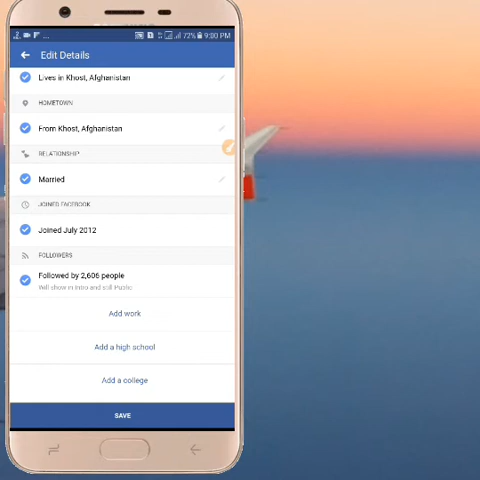 72% 9:00 PM
Edit Details
Lives in Khost, Afghanistan
HOMETOWN
From Khost, Afghanistan
RELATIONSHIP
Married
JOINED FACEBOOK
Joined July 2012
FOLLOWERS
Followed by 2,606 people
Will show in Intro and still Public
Add work
Add a high school
Add a college
SAVE